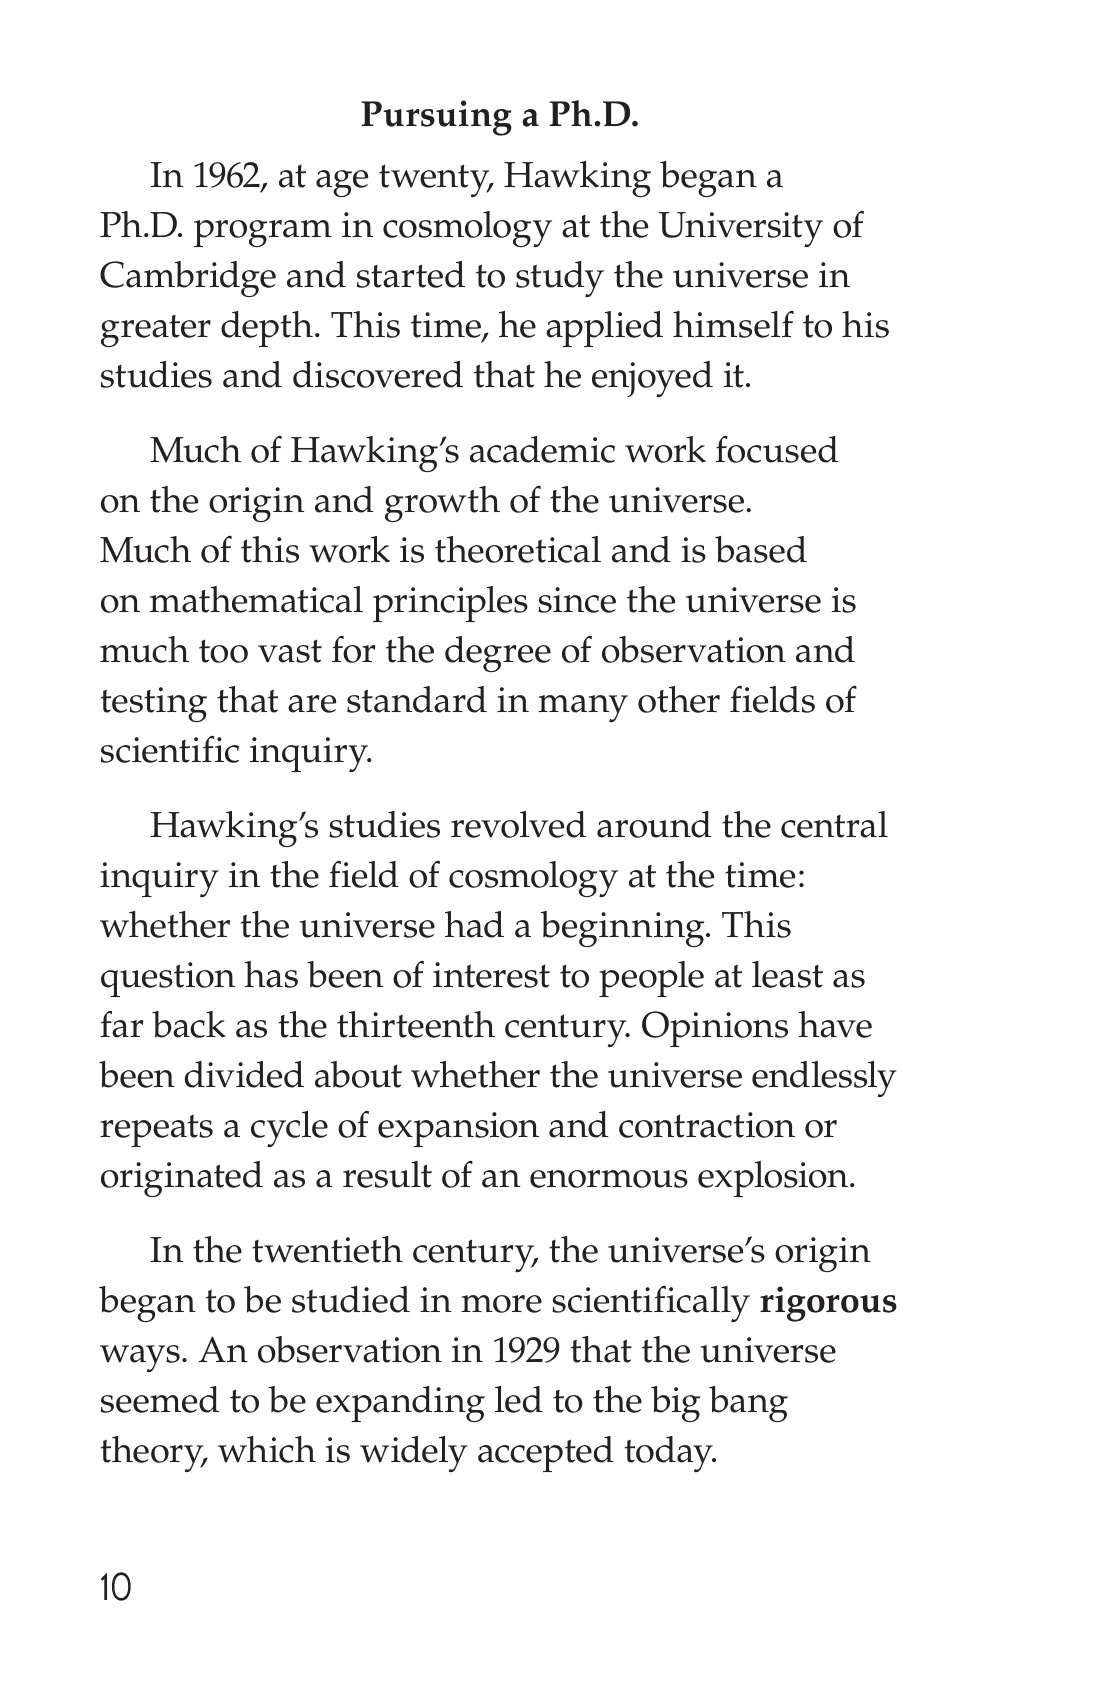 Pursuing a Ph.D.
In 1962, at age twenty, Hawking began a
Ph.D. program in cosmology at the University of
Cambridge and started to study the universe in
greater depth. This time, he applied himself to his
studies and discovered that he enjoyed it.
Much of Hawking’s academic work focused
on the origin and growth of the universe.
Much of this work is theoretical and is based
on mathematical principles since the universe is
much too vast for the degree of observation and
testing that are standard in many other fields of
scientific inquiry.
Hawking’s studies revolved around the central
inquiry in the field of cosmology at the time:
whether the universe had a beginning. This
question has been of interest to people at least as
far back as the thirteenth century. Opinions have
been divided about whether the universe endlessly
repeats a cycle of expansion and contraction or
originated as a result of an enormous explosion.
In the twentieth century, the universe’s origin
began to be studied in more scientifically rigorous
ways. An observation in 1929 that the universe
seemed to be expanding led to the big bang
theory, which is widely accepted today.
10